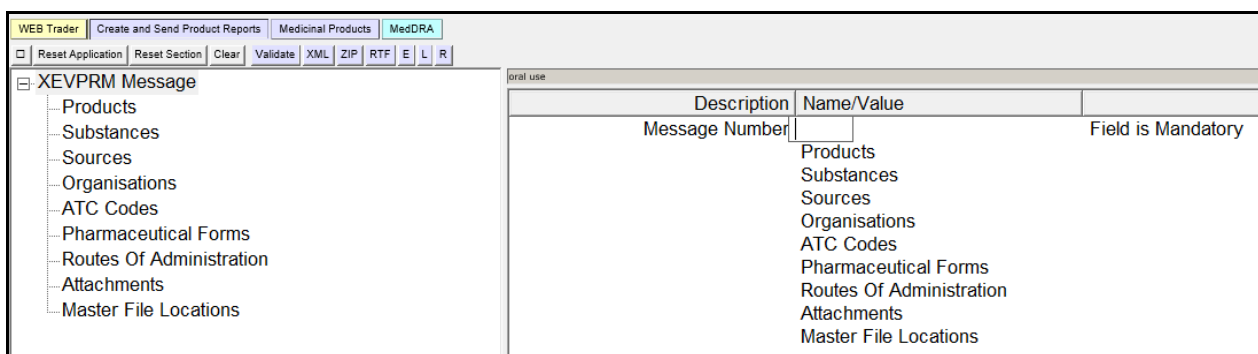 WEB Trader Create and Send Product Reports Medicinal Products MedDRA
Reset Application Reset Section Clear Validate XML ZIP RTF E L R
XEVPRM Message
Products
Substances
Sources
Organisations
ATC Codes
Pharmaceutical Forms
Routes Of Administration
Attachments
Master File Locations
oral use
Description Name/Value
Message Number Field is Mandatory
Products
Substances
Sources
Organisations
ATC Codes
Pharmaceutical Forms
Routes Of Administration
Attachments
Master File Locations